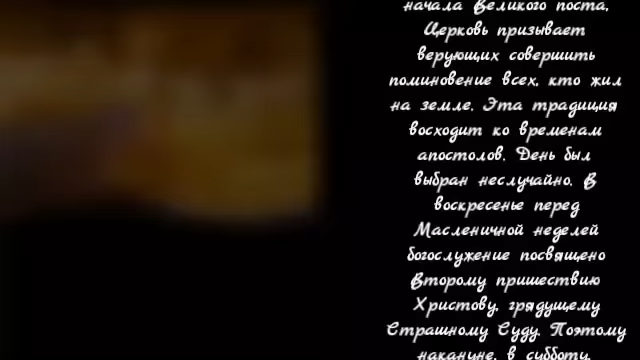 начала Великого поста,
Церковь призывает
верующих совершить
поминовение всех, кто жил
на земле. Эта традиция
восходит ко временам
апостолов. День был
выбран неслучайно. В
воскресенье перед
Масленичной неделей
богослужение посвящено
Второму пришествию
Христову, грядущему
Страшному Суду. Поэтому
накануне, в субботу,